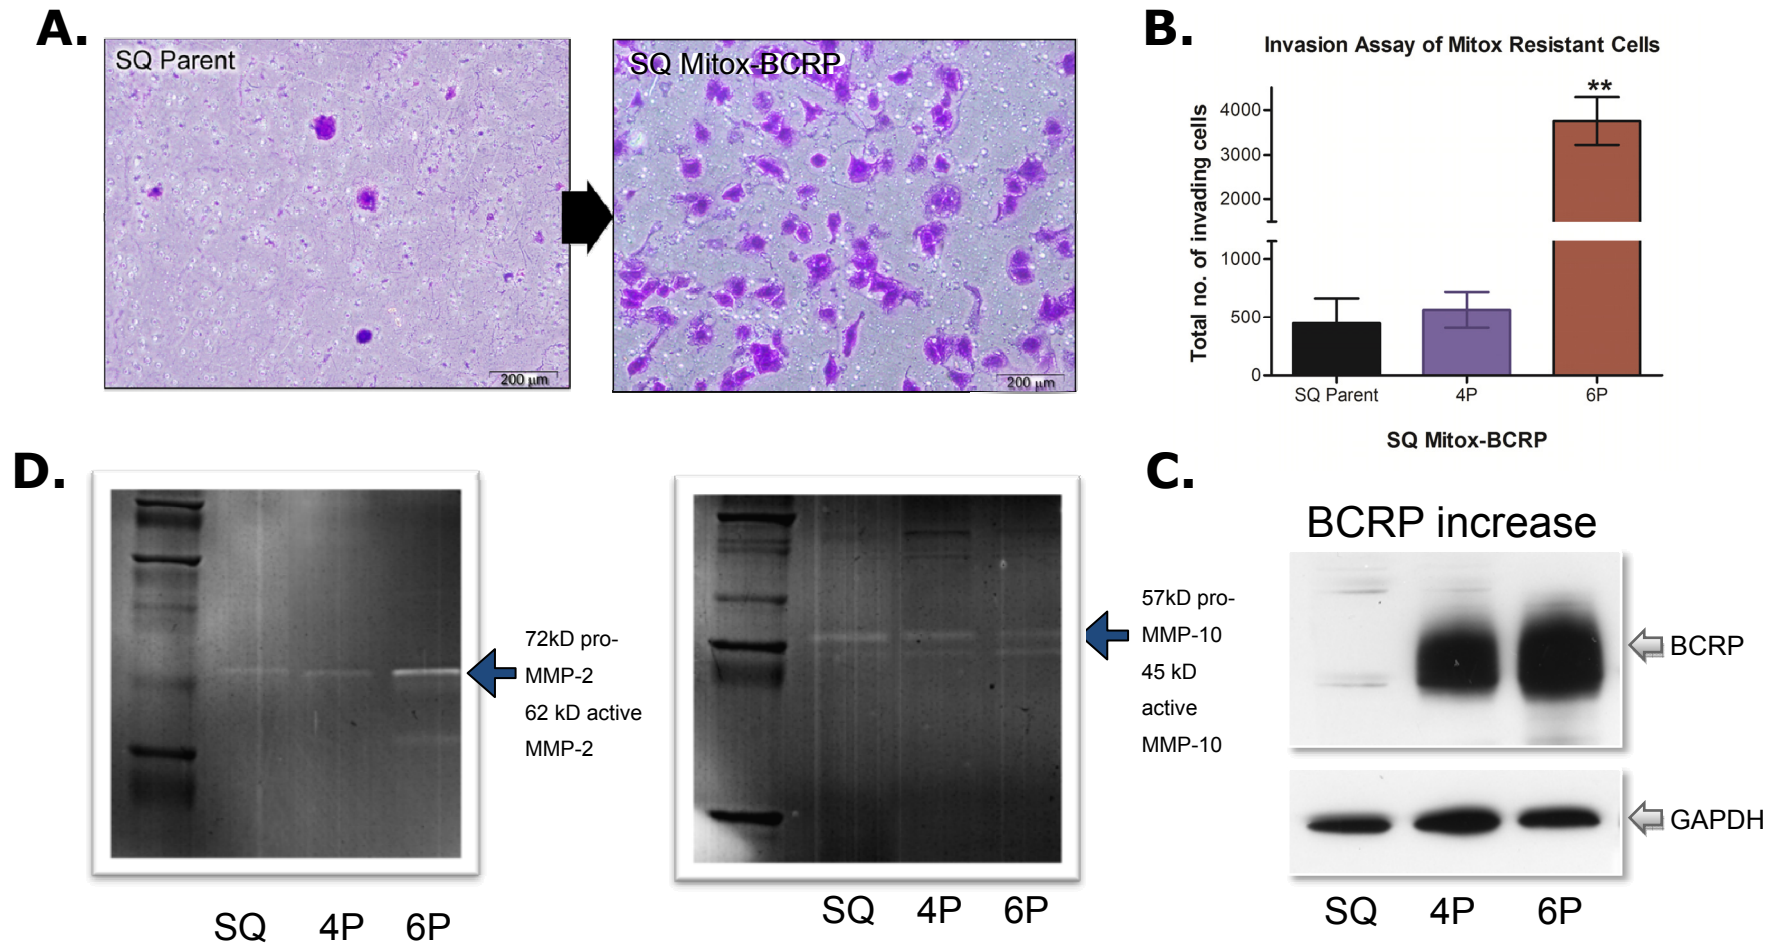 A.
SQ Parent
200 µm
SQ Mitox-BCRP
200 µm
B.
Invasion Assay of Mitox Resistant Cells
Total no. of invading cells
4000
3000
2000
1000
500
0
**
SQ Parent
4P
6P
SQ Mitox-BCRP
D.
72kD pro-
MMP-2
62 kD active
MMP-2
SQ 4P 6P
57kD pro-
MMP-10
45 kD
active
MMP-10
SQ 4P 6P
C.
BCRP increase
BCRP
GAPDH
SQ 4P 6P